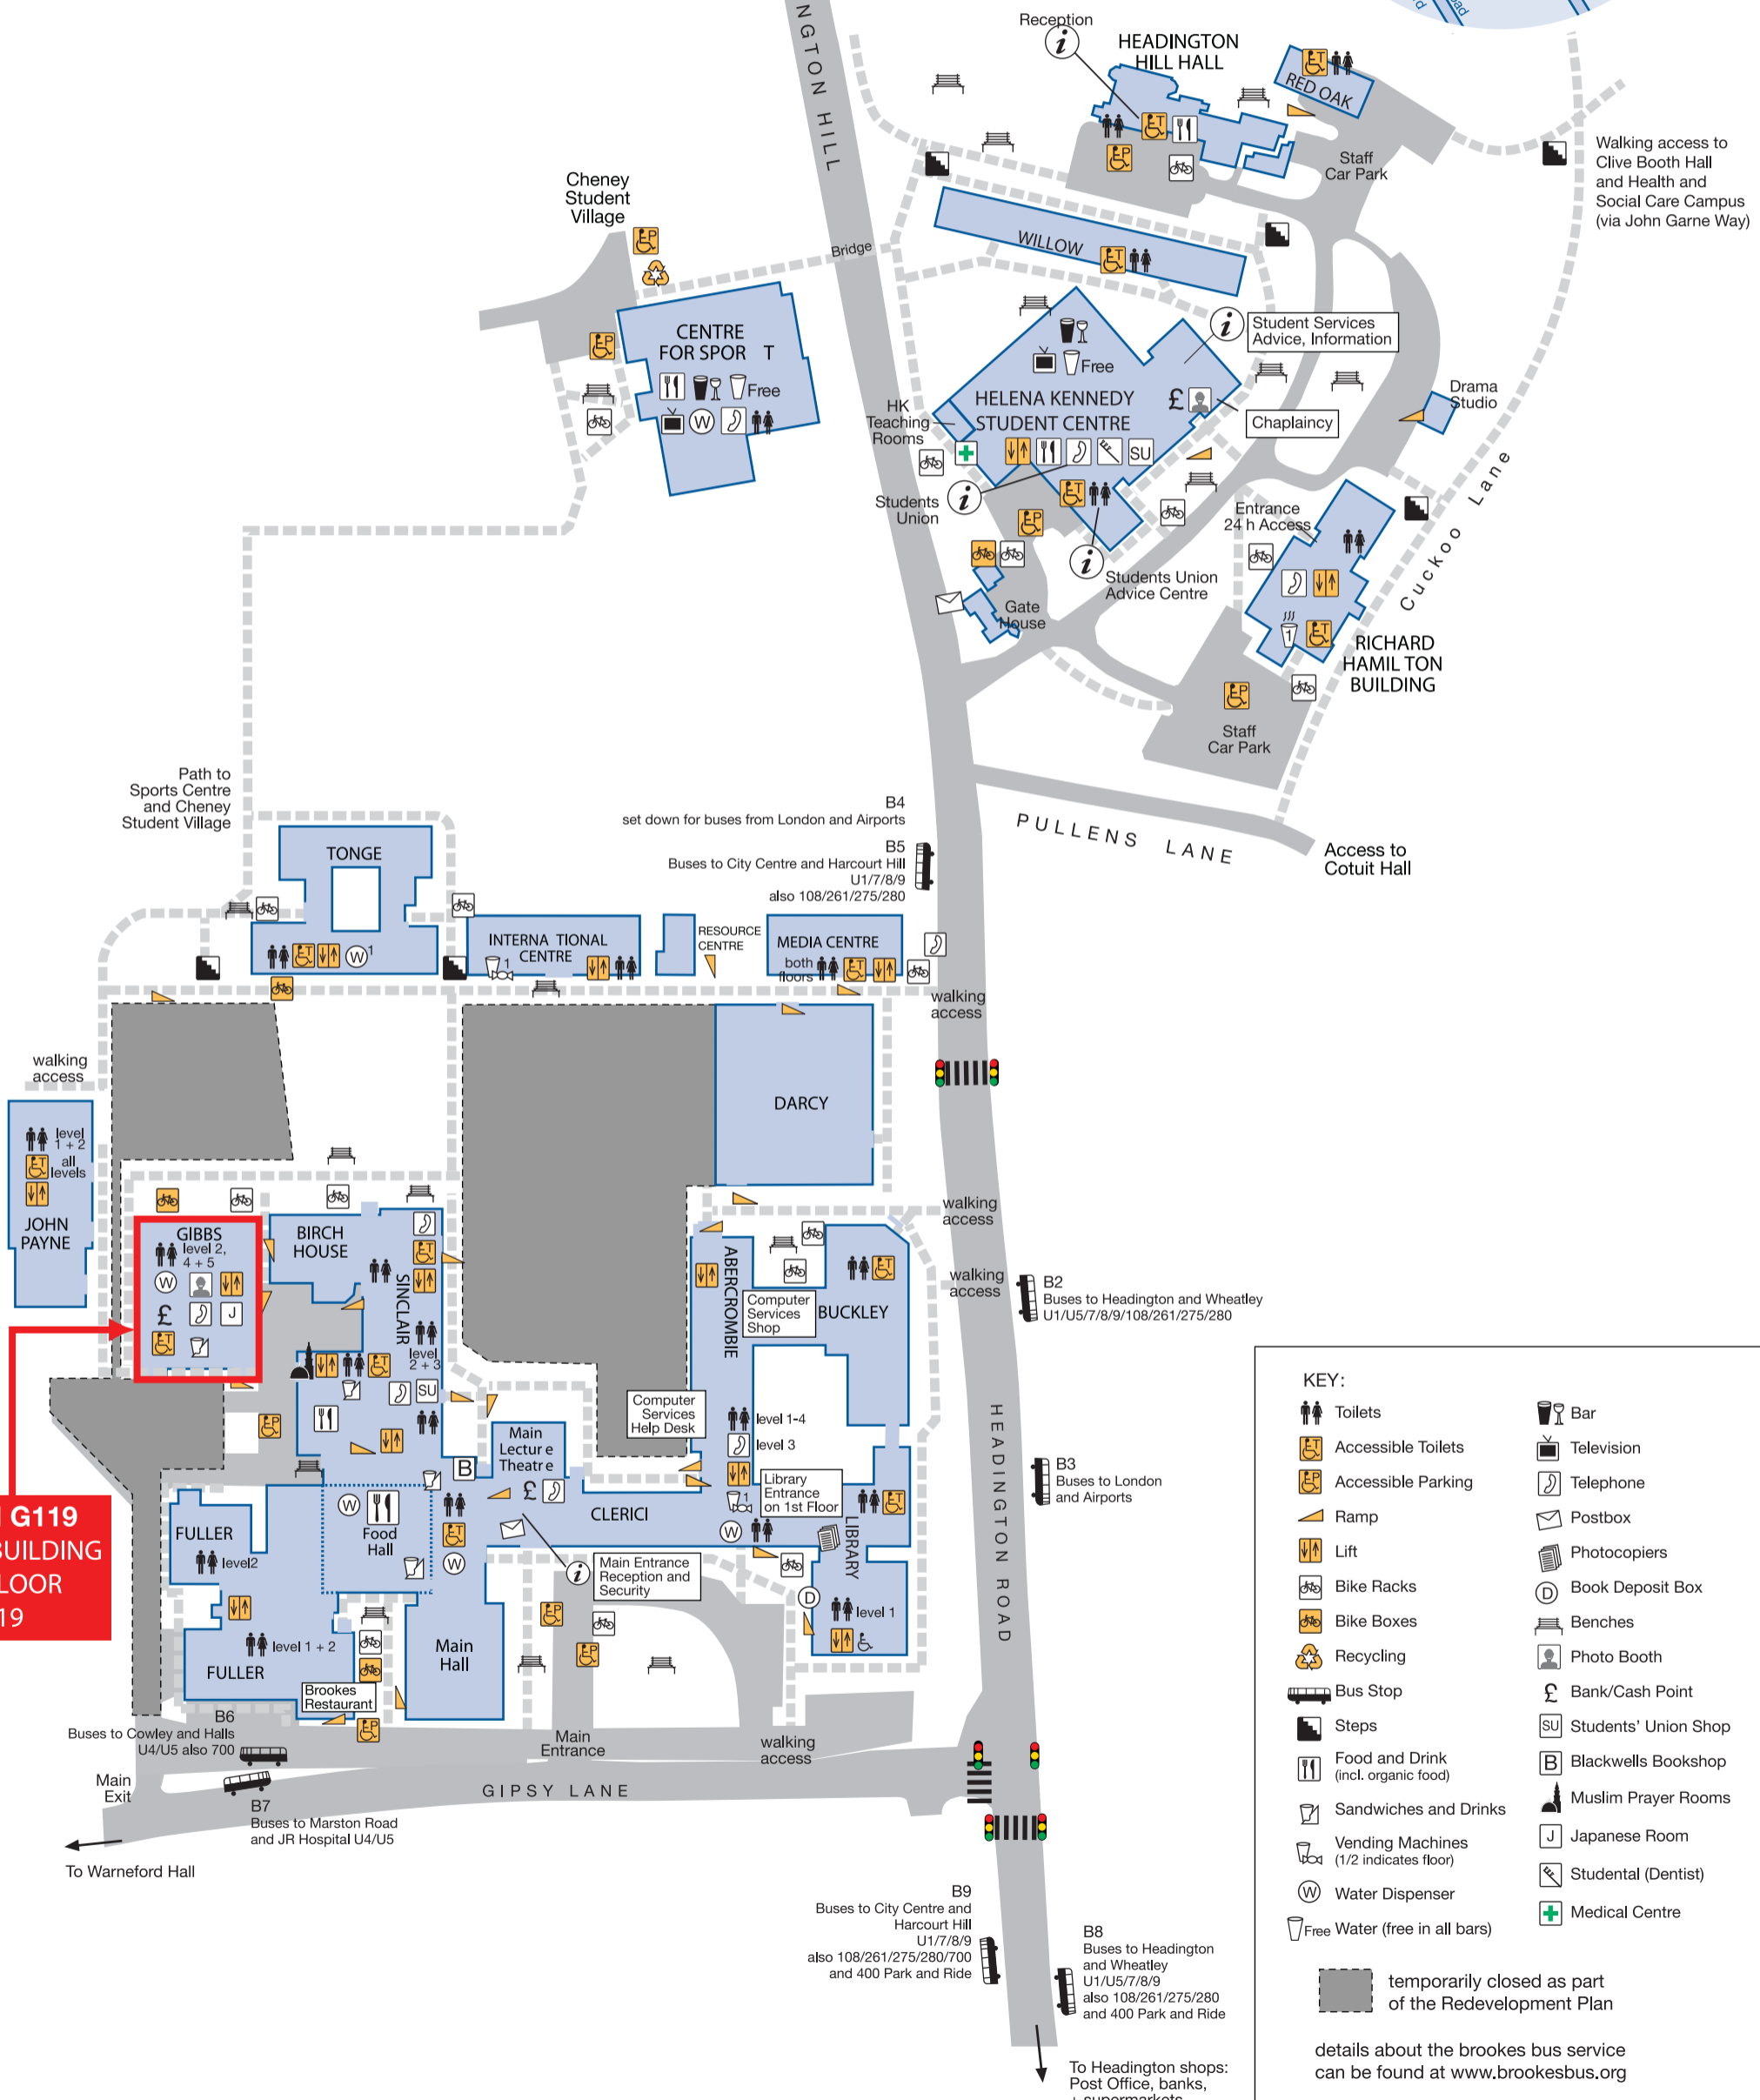 NGTON HILL
Reception
HEADINGTON
HILL HALL
RED OAK
Staff
Car Park
Walking access to
Clive Booth Hall
and Health and
Social Care Campus
(via John Garne Way)
Cheney
Student
Village
Bridge
WILLOW
CENTRE
FOR SPOR T
Free
W
Student Services
Advice, Information
Free
HELENA KENNEDY
STUDENT CENTRE
£
Chaplaincy
HK
Teaching
Rooms
SU
Students
Union
Drama
Studio
Entrance
24 h Access
Cuckoo Lane
Students Union
Advice Centre
Gate
House
1
RICHARD
HAMIL TON
BUILDING
Staff
Car Park
Path to
Sports Centre
and Cheney
Student Village
B4
set down for buses from London and Airports
B5
Buses to City Centre and Harcourt Hill
U1/7/8/9
also 108/261/275/280
PULLENS LANE
Access to
Cotuit Hall
TONGE
W 1
INTERNA TIONAL
CENTRE
1
RESOURCE
CENTRE
MEDIA CENTRE
both
floors
walking
access
walking
access
DARCY
level
1 + 2
all
levels
JOHN
PAYNE
GIBBS
level 2,
4 + 5
W
£
J
BIRCH
HOUSE
SINCLAIR
level
2 + 3
SU
walking
access
ABERCROMBIE
Computer
Services
Shop
BUCKLEY
walking
access
B2
Buses to Headington and Wheatley
U1/U5/7/8/9/108/261/275/280
Computer
Services
Help Desk
level 1-4
level 3
Main
Lectur e
Theatr e
B
£
Library
Entrance
on 1st Floor
1
CLERICI
W
LIBRARY
HEADINGTON ROAD
B3
Buses to London
and Airports
G119
BUILDING
LOOR
19
FULLER
level2
W
Food
Hall
W
Main Entrance
Reception and
Security
D
level 1
level 1 + 2
FULLER
Main
Hall
Brookes
Restaurant
B6
Buses to Cowley and Halls
U4/U5 also 700
Main
Entrance
walking
access
Main
Exit
GIPSY LANE
B7
Buses to Marston Road
and JR Hospital U4/U5
To Warneford Hall
B9
Buses to City Centre and
Harcourt Hill
U1/7/8/9
also 108/261/275/280/700
and 400 Park and Ride
B8
Buses to Headington
and Wheatley
U1/U5/7/8/9
also 108/261/275/280
and 400 Park and Ride
To Headington shops:
Post Office, banks,
+ supermarkets
KEY:
Toilets
Accessible Toilets
Accessible Parking
Ramp
Lift
Bike Racks
Bike Boxes
Recycling
Bus Stop
Steps
Food and Drink
(incl. organic food)
Sandwiches and Drinks
Vending Machines
(1/2 indicates floor)
W Water Dispenser
Free Water (free in all bars)
Bar
Television
Telephone
Postbox
Photocopiers
D Book Deposit Box
Benches
Photo Booth
£ Bank/Cash Point
SU Students' Union Shop
B Blackwells Bookshop
Muslim Prayer Rooms
J Japanese Room
Studental (Dentist)
Medical Centre
temporarily closed as part
of the Redevelopment Plan
details about the brookes bus service
can be found at www.brookesbus.org